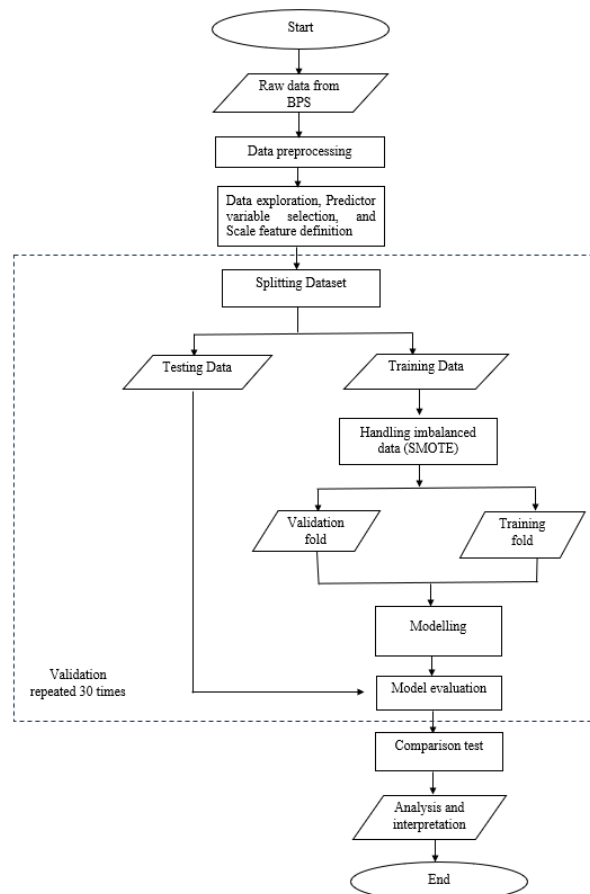 Start
Raw data from
BPS
Data preprocessing
Data exploration, Predictor
variable selection, and
Scale feature definition
Splitting Dataset
Testing Data
Training Data
Handling imbalanced
data (SMOTE)
Validation
fold
Training
fold
Modelling
Validation
repeated 30 times
Model evaluation
Comparison test
Analysis and
interpretation
End